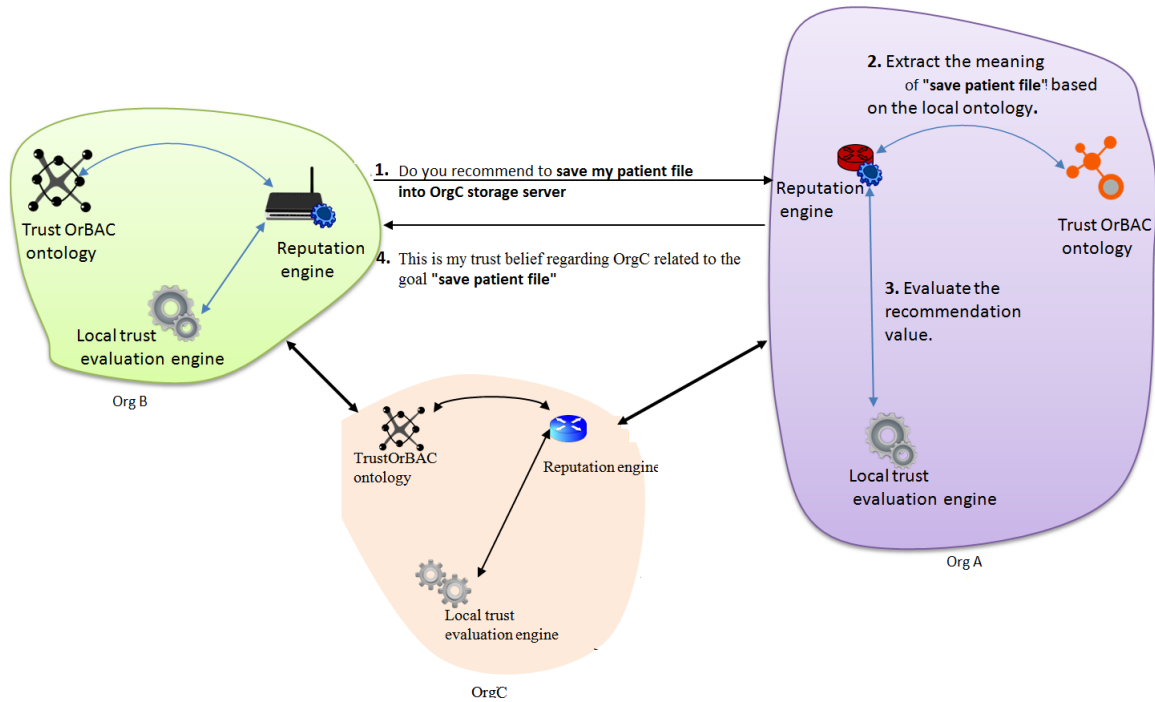 Trust OrBAC
ontology
Reputation
engine
Local trust
evaluation engine
Org B
1. Do you recommend to save my patient file
into OrgC storage server
4. This is my trust belief regarding OrgC related to the
goal "save patient file"
2. Extract the meaning
of "save patient file" based
on the local ontology.
Reputation
engine
Trust OrBAC
ontology
3. Evaluate the
recommendation
value.
Local trust
evaluation engine
Org A
TrustOrBAC
ontology
Reputation engine
Local trust
evaluation engine
OrgC